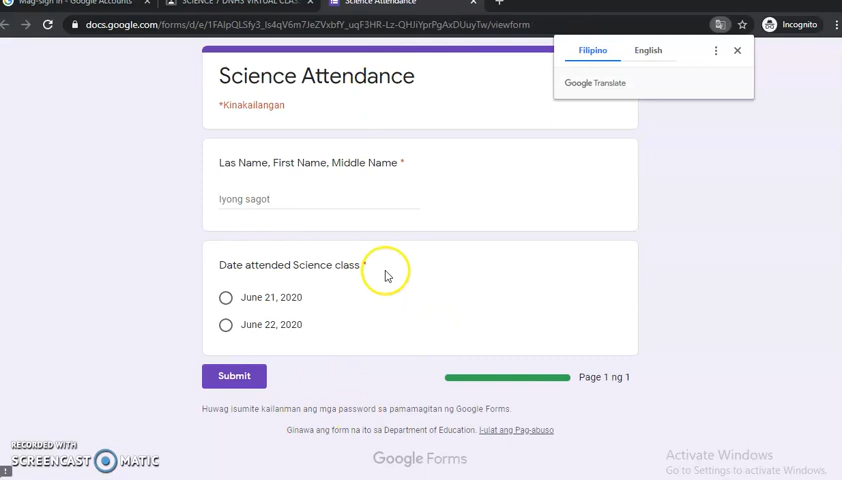 Mag-sign in - Google Accounts
SCIENCE 7 DNHS VIRTUAL CLAS
Science Attendance
docs.google.com/forms/d/e/1FAIpQLSfy3_Is4qV6m7JeZVxbfY_uqF3HR-Lz-QHJiYprPgAxDUuyTw/viewform
Incognito
Filipino English
Google Translate
Science Attendance
*Kinakailangan
Las Name, First Name, Middle Name *
Iyong sagot
Date attended Science class *
June 21, 2020
June 22, 2020
Submit
Page 1 ng 1
Huwag isumite kailanman ang mga password sa pamamagitan ng Google Forms.
Ginawa ang form na ito sa Department of Education. I-ulat ang Pag-abuso
Google Forms
RECORDED WITH
SCREENCAST MATIC
Activate Windows
Go to Settings to activate Windows.